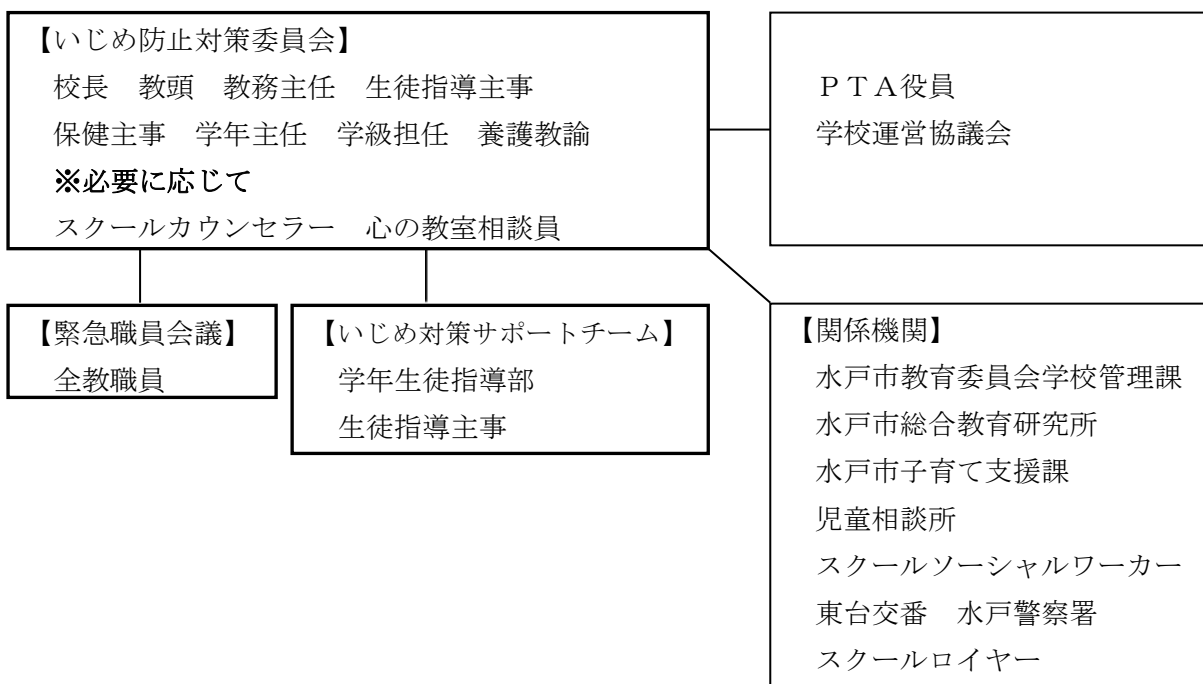 【いじめ防止対策委員会】
校長　教頭　教務主任　生徒指導主事
保健主事　学年主任　学級担任　養護教諭
※必要に応じて
スクールカウンセラー　心の教室相談員
ＰＴＡ役員
学校運営協議会
【緊急職員会議】
全教職員
【いじめ対策サポートチーム】
学年生徒指導部
生徒指導主事
【関係機関】
水戸市教育委員会学校管理課
水戸市総合教育研究所
水戸市子育て支援課
児童相談所
スクールソーシャルワーカー
東台交番　水戸警察署
スクールロイヤー